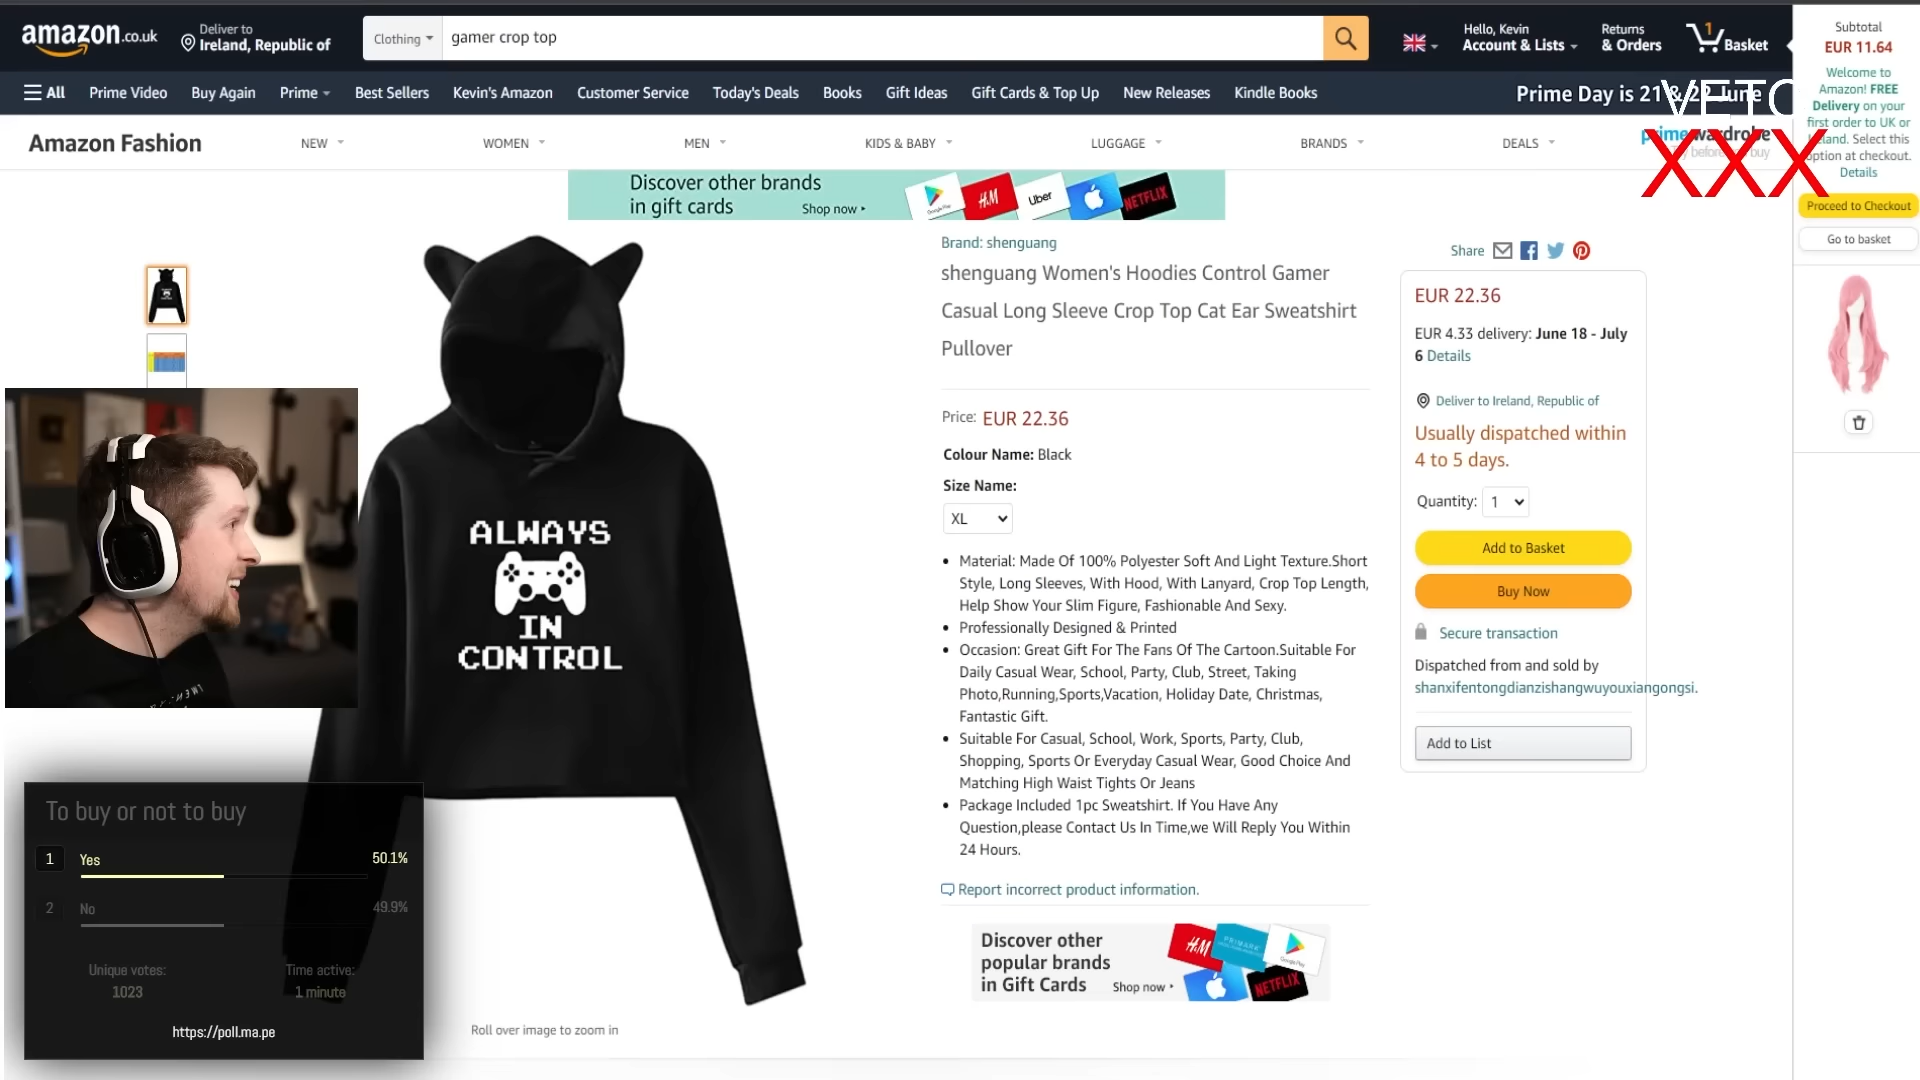 amazon.co.uk
Deliver to
Ireland, Republic of
Clothing
gamer crop top
Hello, Kevin
Account & Lists
Returns
& Orders
1
Basket
Subtotal
EUR 11.64
Welcome to
Amazon! FREE
Delivery on your
first order to UK or
Ireland. Select this
option at checkout.
Details
Proceed to Checkout
Go to basket
All
Prime Video
Buy Again
Prime
Best Sellers
Kevin's Amazon
Customer Service
Today's Deals
Books
Gift Ideas
Gift Cards & Top Up
New Releases
Kindle Books
Prime Day is 21 & 22 June
VETO
XXX
Amazon Fashion
NEW
WOMEN
MEN
KIDS & BABY
LUGGAGE
BRANDS
DEALS
prime wardrobe
Try before you buy
Discover other brands
in gift cards
Shop now
Google Play
H&M
Uber
NETFLIX
Brand: shenguang
shenguang Women's Hoodies Control Gamer
Casual Long Sleeve Crop Top Cat Ear Sweatshirt
Pullover
Price: EUR 22.36
Colour Name: Black
Size Name:
XL
• Material: Made Of 100% Polyester Soft And Light Texture.Short
Style, Long Sleeves, With Hood, With Lanyard, Crop Top Length,
Help Show Your Slim Figure, Fashionable And Sexy.
• Professionally Designed & Printed
• Occasion: Great Gift For The Fans Of The Cartoon.Suitable For
Daily Casual Wear, School, Party, Club, Street, Taking
Photo,Running,Sports,Vacation, Holiday Date, Christmas,
Fantastic Gift.
• Suitable For Casual, School, Work, Sports, Party, Club,
Shopping, Sports Or Everyday Casual Wear, Good Choice And
Matching High Waist Tights Or Jeans
• Package Included 1pc Sweatshirt. If You Have Any
Question,please Contact Us In Time,we Will Reply You Within
24 Hours.
Report incorrect product information.
Discover other
popular brands
in Gift Cards
Shop now
H&M
PRIMARK
Google Play
NETFLIX
Share
EUR 22.36
EUR 4.33 delivery: June 18 - July
6 Details
Deliver to Ireland, Republic of
Usually dispatched within
4 to 5 days.
Quantity: 1
Add to Basket
Buy Now
Secure transaction
Dispatched from and sold by
shanxifentongdianzishangwuyouxiangongsi.
Add to List
ALWAYS
IN
CONTROL
Roll over image to zoom in
To buy or not to buy
1 Yes 50.1%
2 No 49.9%
Unique votes:
1023
Time active:
1 minute
https://poll.ma.pe